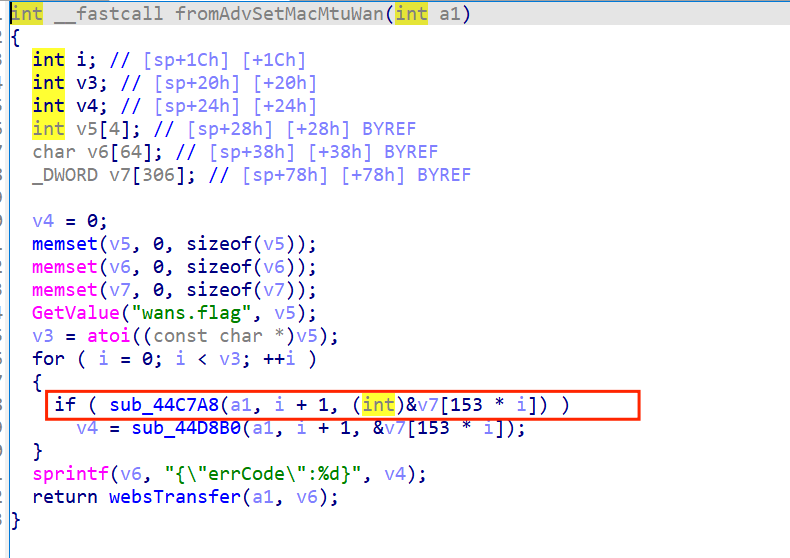 int __fastcall fromAdvSetMacMtuWan(int a1)
{
int i; // [sp+1Ch] [+1Ch]
int v3; // [sp+20h] [+20h]
int v4; // [sp+24h] [+24h]
int v5[4]; // [sp+28h] [+28h] BYREF
char v6[64]; // [sp+38h] [+38h] BYREF
_DWORD v7[306]; // [sp+78h] [+78h] BYREF
v4 = 0;
memset(v5, 0, sizeof(v5));
memset(v6, 0, sizeof(v6));
memset(v7, 0, sizeof(v7));
GetValue("wans.flag", v5);
v3 = atoi((const char *)v5);
for ( i = 0; i < v3; ++i )
{
if ( sub_44C7A8(a1, i + 1, (int)&v7[153 * i]) )
v4 = sub_44D8B0(a1, i + 1, &v7[153 * i]);
}
sprintf(v6, "{\"errCode\":%d}", v4);
return websTransfer(a1, v6);
}